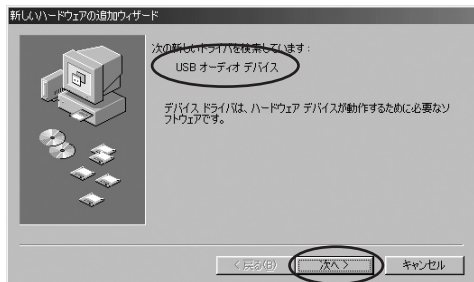 新しいハードウェアの追加ウィザード
次の新しいドライバを検索しています :
USB オーディオ デバイス
デバイス ドライバは、ハードウェア デバイスが動作するために必要なソ
フトウェアです。
< 戻る(B)
次へ >
キャンセル